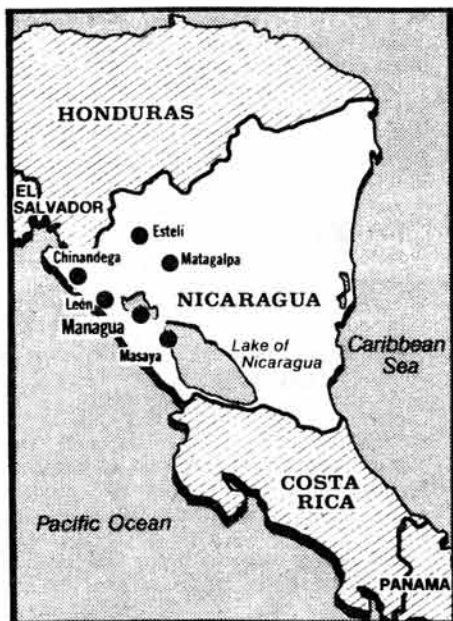 HONDURAS
EL
SALVADOR
Estelí
Chinandega
Matagalpa
León
NICARAGUA
Managua
Masaya
Lake of
Nicaragua
Caribbean
Sea
COSTA
RICA
Pacific Ocean
PANAMA